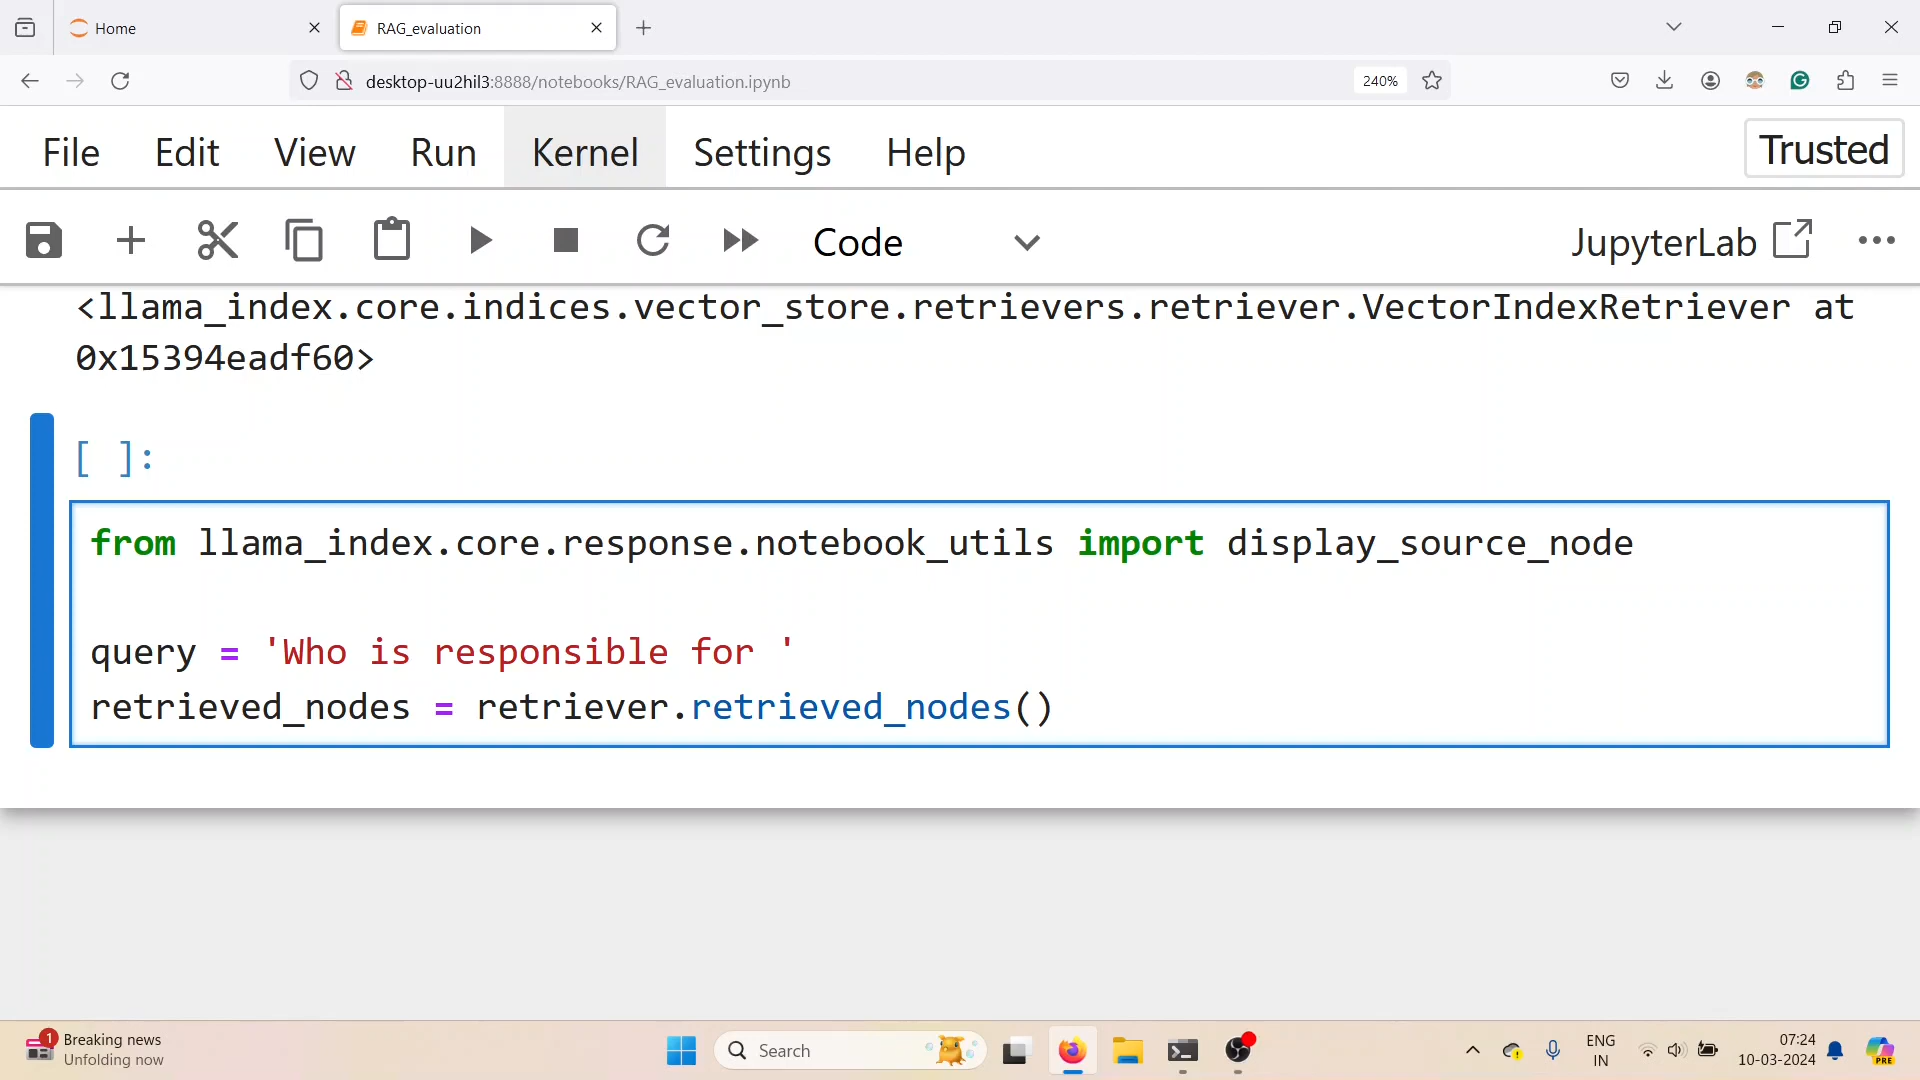 Home
RAG_evaluation
desktop-uu2hil3:8888/notebooks/RAG_evaluation.ipynb
240%
File Edit View Run Kernel Settings Help
Trusted
Code
JupyterLab
<llama_index.core.indices.vector_store.retrievers.retriever.VectorIndexRetriever at
0x15394eadf60>
[ ]:
from llama_index.core.response.notebook_utils import display_source_node
query = 'Who is responsible for '
retrieved_nodes = retriever.retrieved_nodes()
1
Breaking news
Unfolding now
Search
ENG
IN
07:24
10-03-2024
PRE